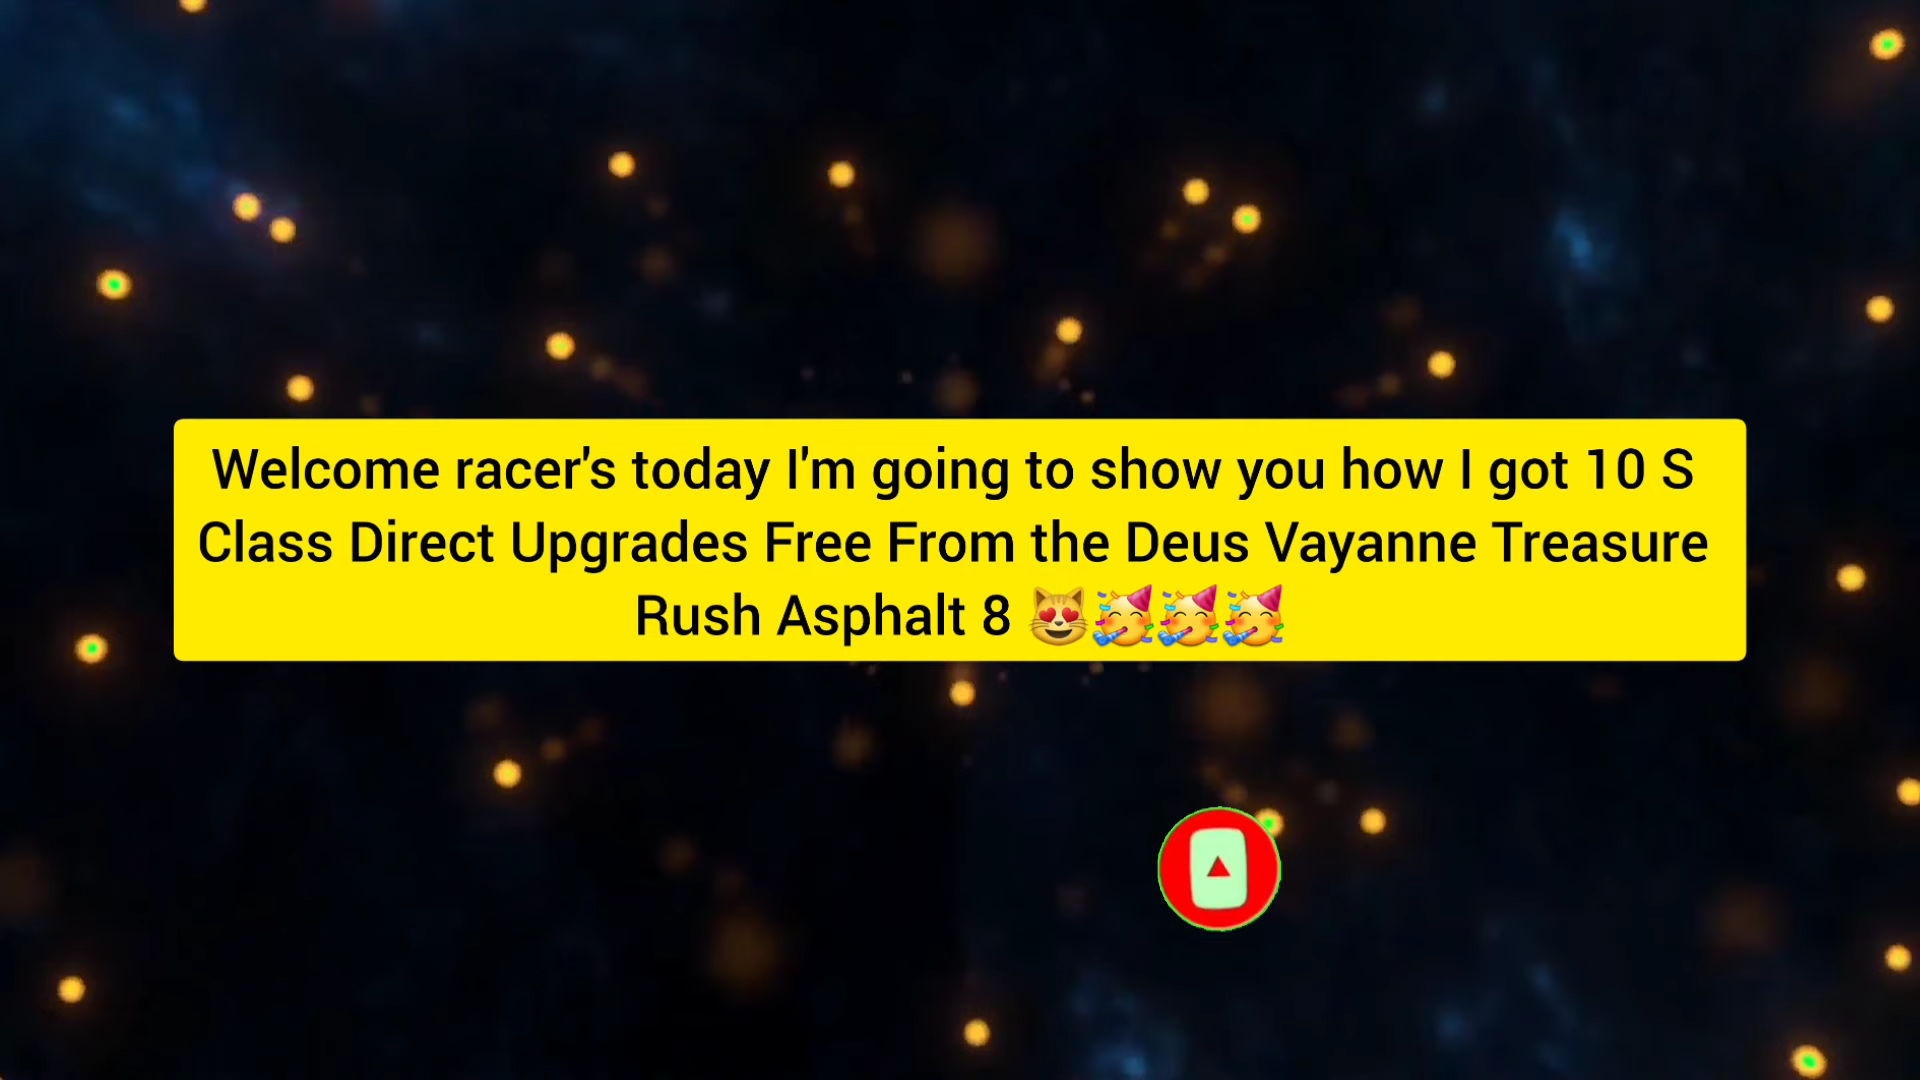 Welcome racer's today I'm going to show you how I got 10 S
Class Direct Upgrades Free From the Deus Vayanne Treasure
Rush Asphalt 8 😻🥳🥳🥳